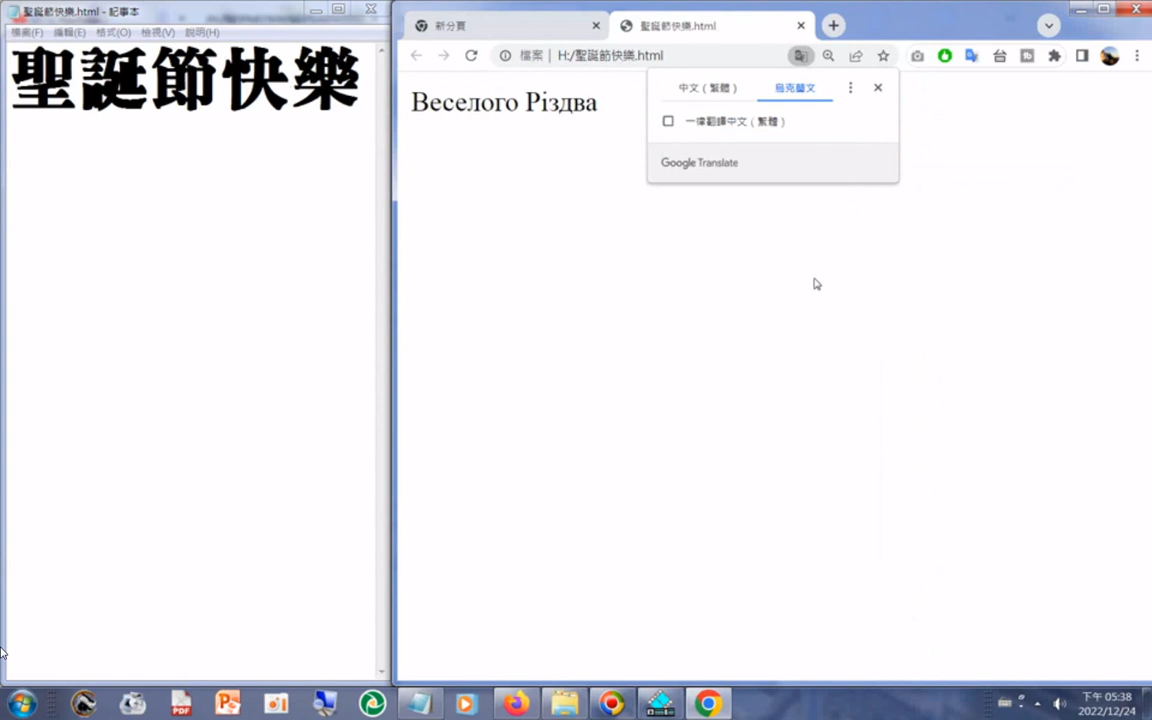 聖誕節快樂.html - 記事本
檔案(F) 編輯(E) 格式(O) 檢視(V) 說明(H)
聖誕節快樂
新分頁
聖誕節快樂.html
檔案 | H:/聖誕節快樂.html
Веселого Різдва
中文（繁體）
烏克蘭文
一律翻譯中文（繁體）
Google Translate
下午 05:38
2022/12/24